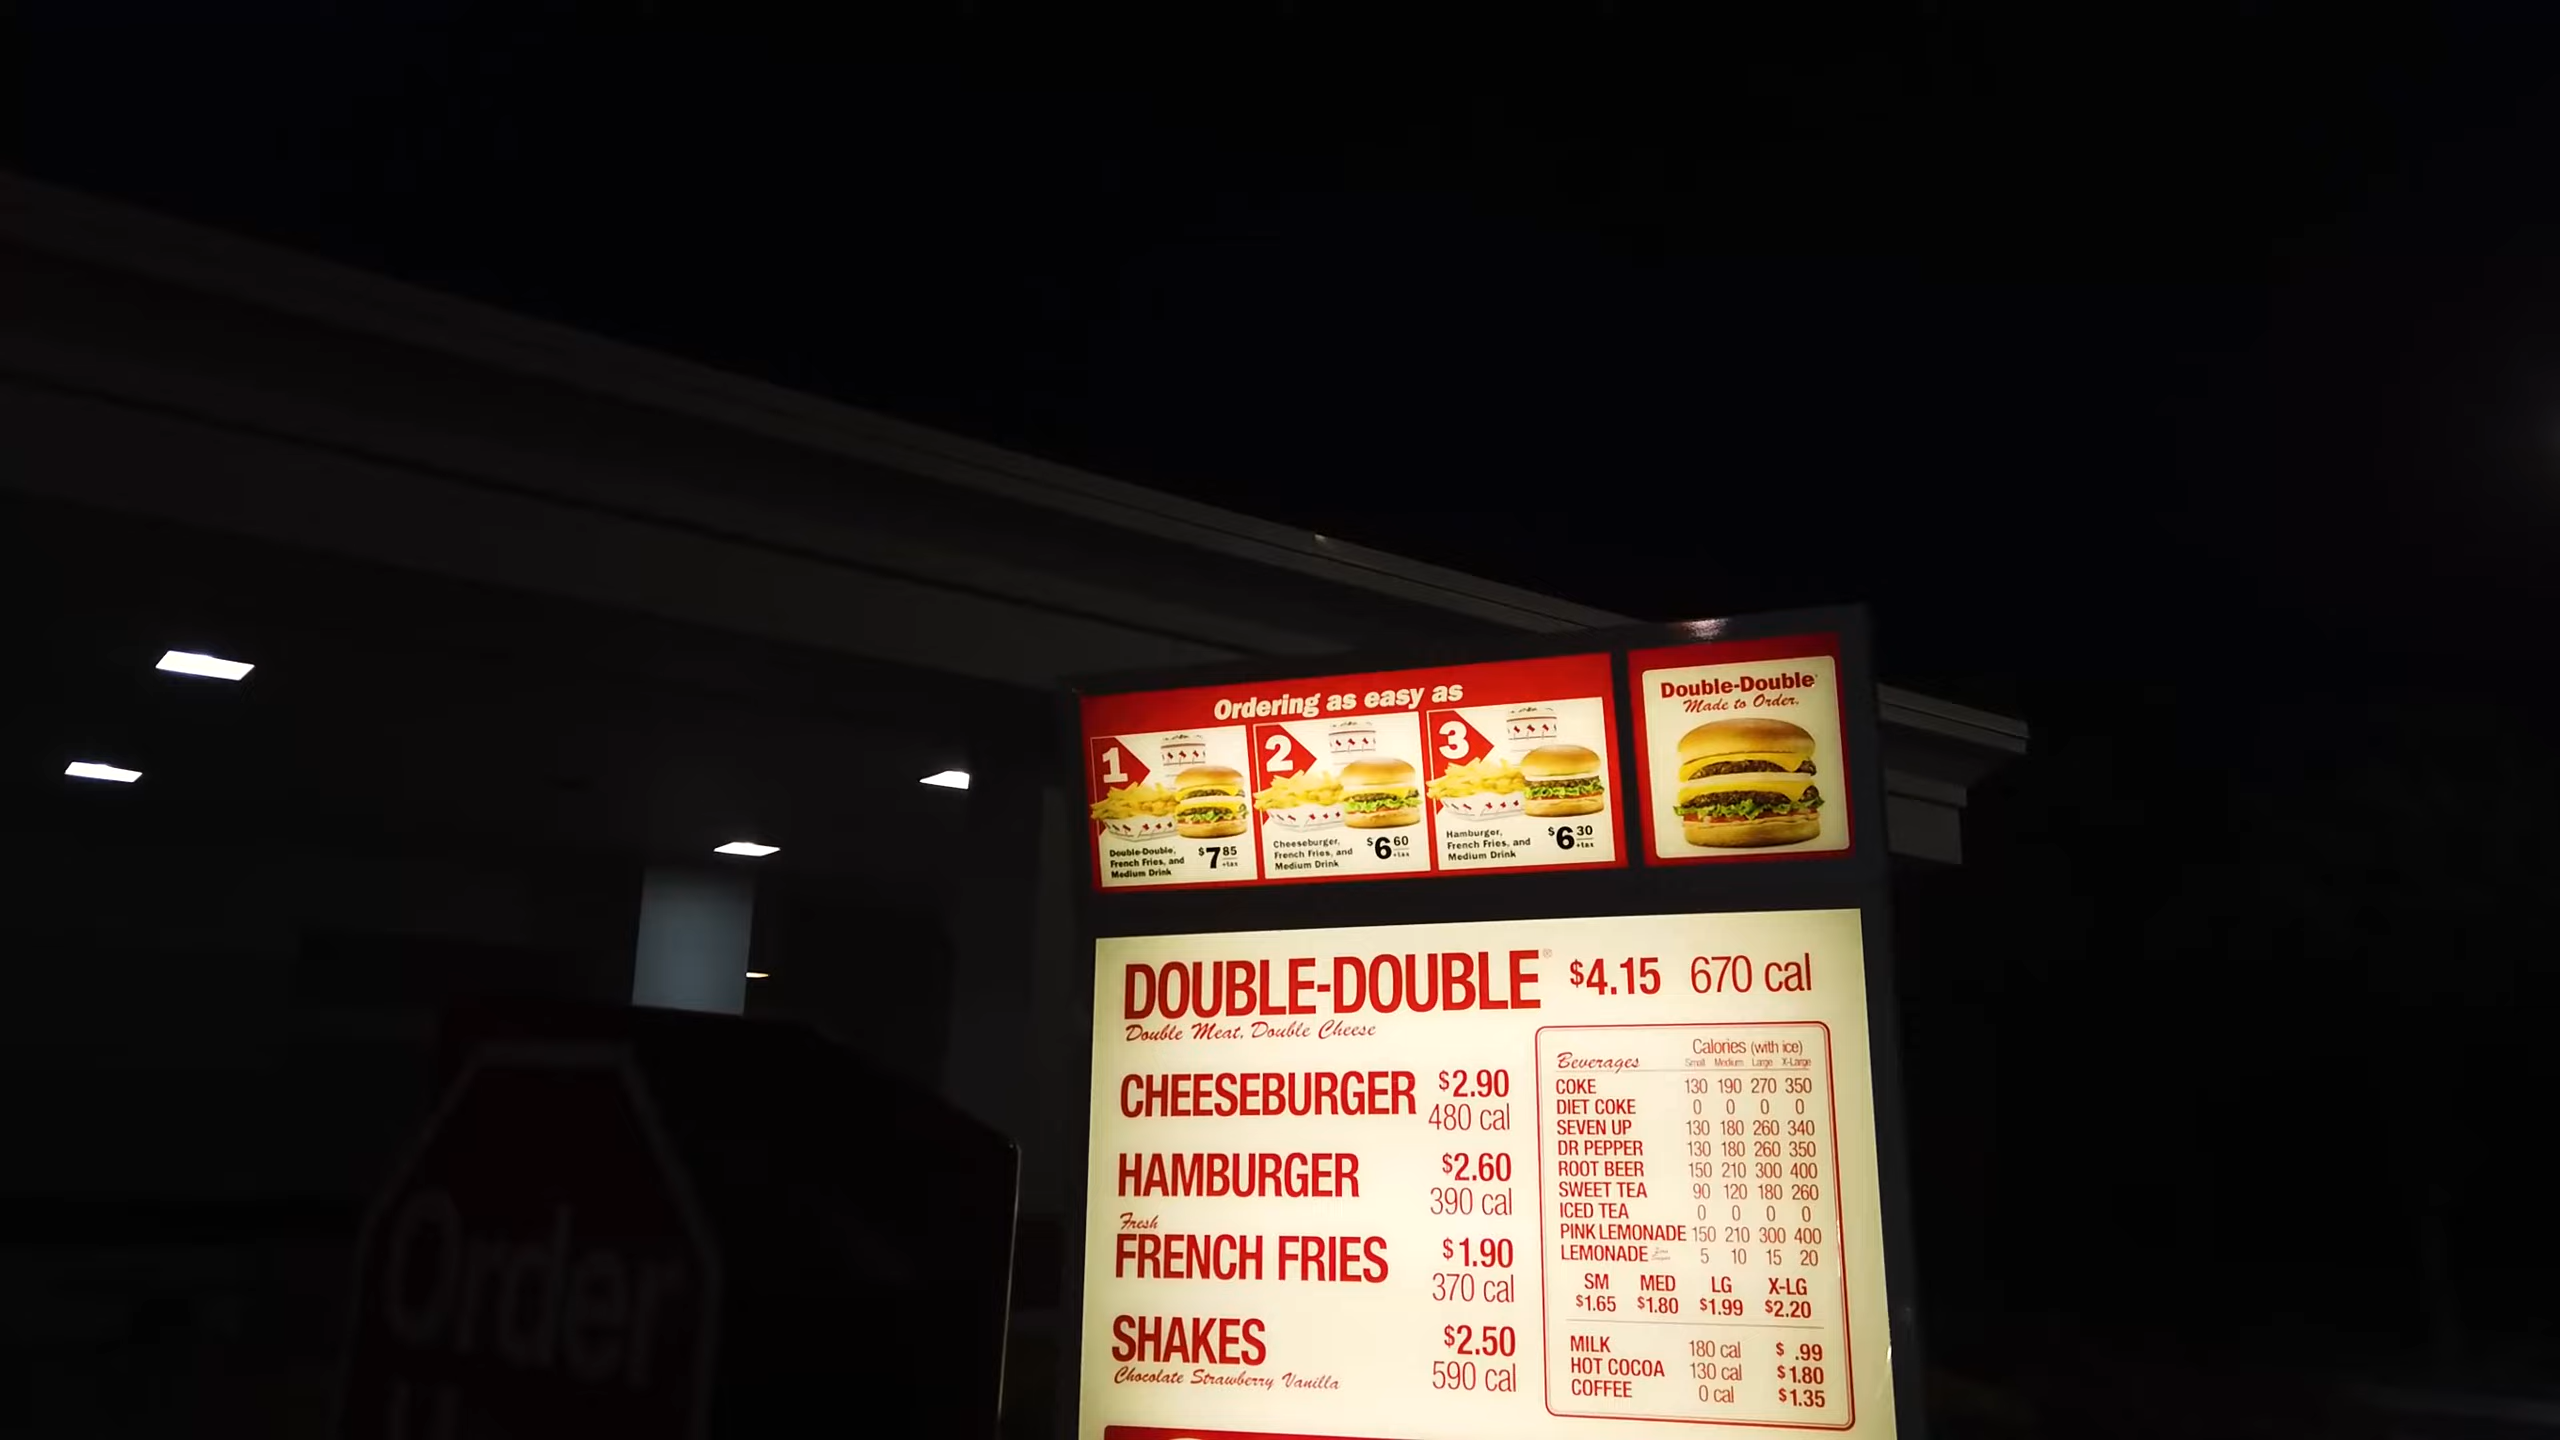 Ordering as easy as
1
Double-Double,
French Fries, and
Medium Drink
$7 85
+tax
2
Cheeseburger,
French Fries, and
Medium Drink
$6 60
+tax
3
Hamburger,
French Fries, and
Medium Drink
$6 30
+tax
Double-Double
Made to Order.
DOUBLE-DOUBLE® $4.15 670 cal
Double Meat, Double Cheese
CHEESEBURGER $2.90
480 cal
HAMBURGER $2.60
390 cal
Fresh
FRENCH FRIES $1.90
370 cal
SHAKES $2.50
Chocolate Strawberry Vanilla 590 cal
Calories (with ice)
Beverages Small Medium Large X-Large
COKE 130 190 270 350
DIET COKE 0 0 0 0
SEVEN UP 130 180 260 340
DR PEPPER 130 180 260 350
ROOT BEER 150 210 300 400
SWEET TEA 90 120 180 260
ICED TEA 0 0 0 0
PINK LEMONADE 150 210 300 400
LEMONADE 5 10 15 20
SM MED LG X-LG
$1.65 $1.80 $1.99 $2.20
MILK 180 cal $ .99
HOT COCOA 130 cal $1.80
COFFEE 0 cal $1.35
Order